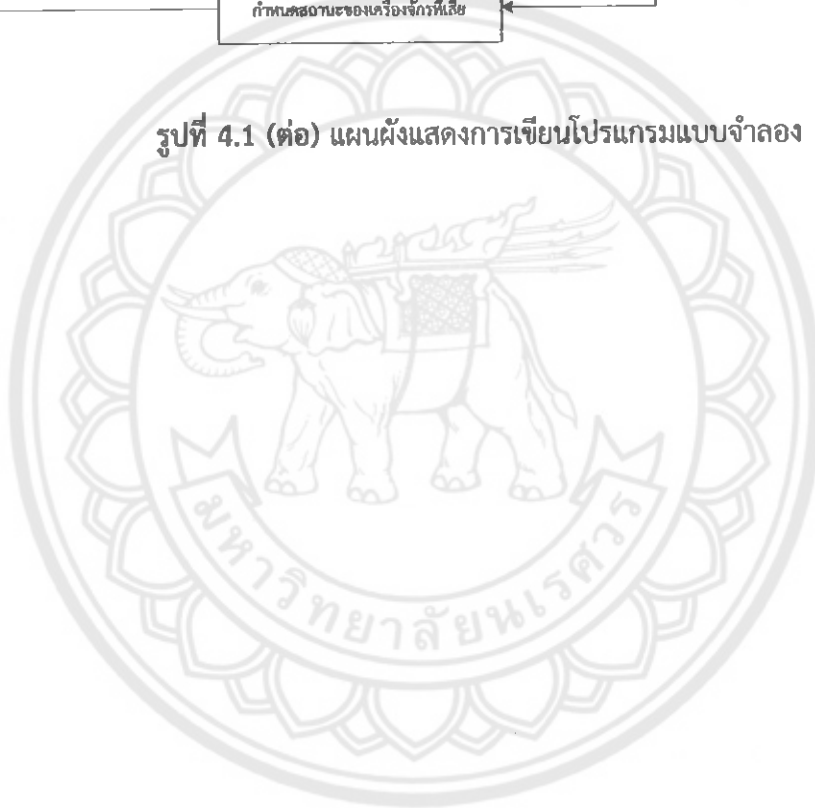 กำหนดสถานะของเครื่องจักรที่เสีย
รูปที่ 4.1 (ต่อ) แผนผังแสดงการเขียนโปรแกรมแบบจำลอง
มหาวิทยาลัยนเรศวร